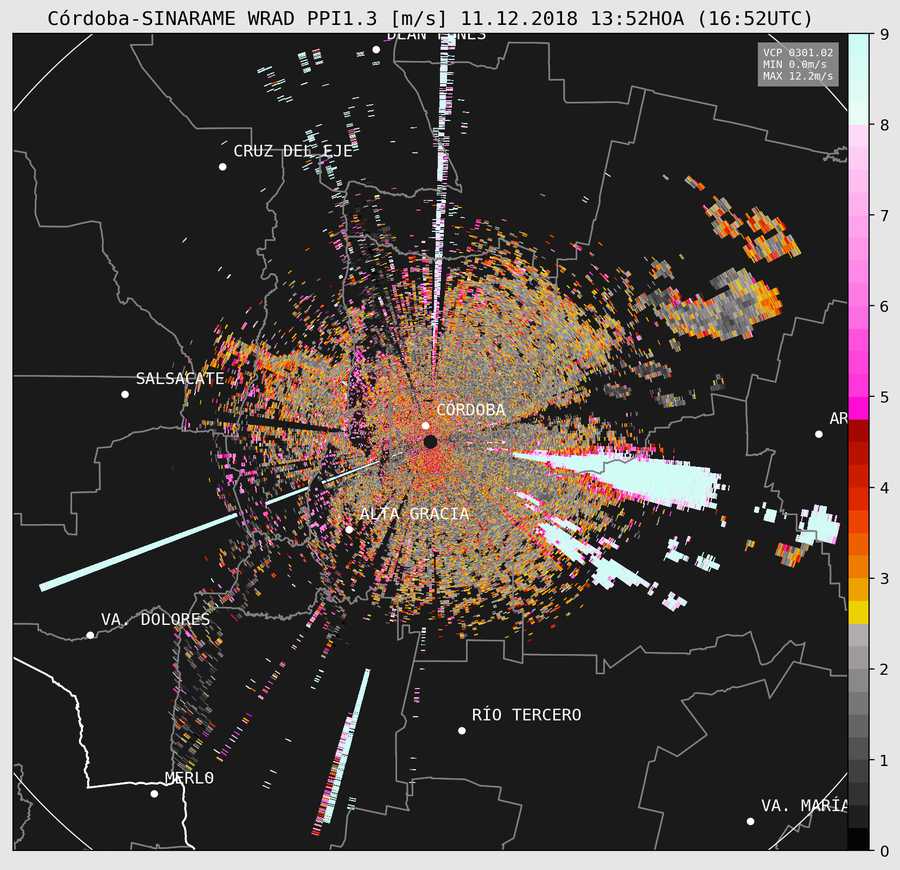 Córdoba-SINARAME WRAD PPI1.3 [m/s] 11.12.2018 13:52HOA (16:52UTC)
VCP 0301.02
MIN 0.0m/s
MAX 12.2m/s
9
8
CRUZ DEL EJE
7
6
SALSACATE
5
CÓRDOBA
AR
4
ALTA GRACIA
3
VA. DOLORES
2
RÍO TERCERO
1
MERLO
VA. MARÍA
0